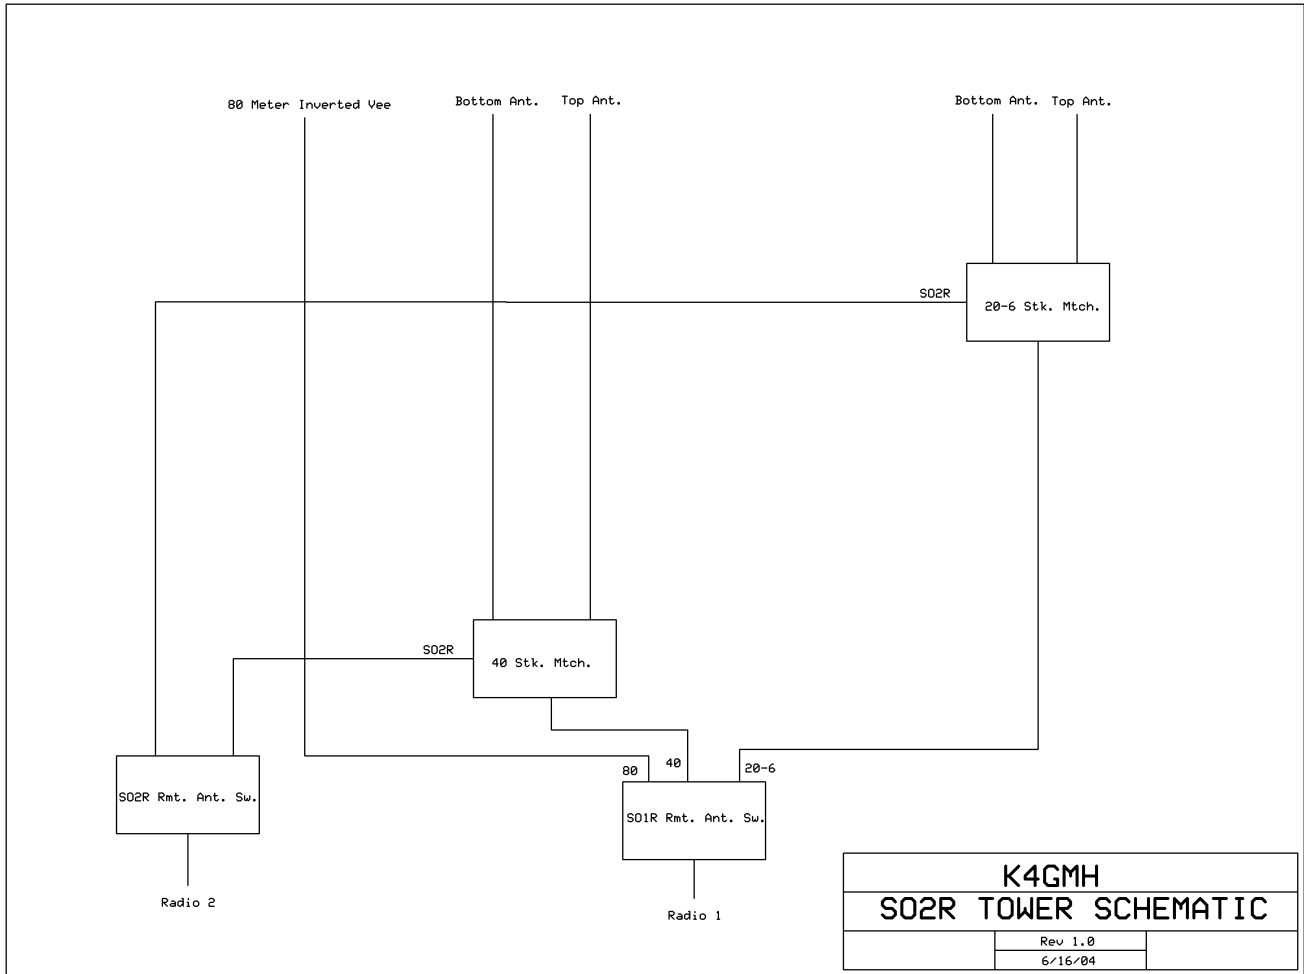 80 Meter Inverted Vee
Bottom Ant.
Top Ant.
Bottom Ant.
Top Ant.
SO2R
20-6 Stk. Mtch.
SO2R
40 Stk. Mtch.
80
40
20-6
SO2R Rmt. Ant. Sw.
SO1R Rmt. Ant. Sw.
Radio 2
Radio 1
K4GMH
SO2R TOWER SCHEMATIC
Rev 1.0
6/16/04